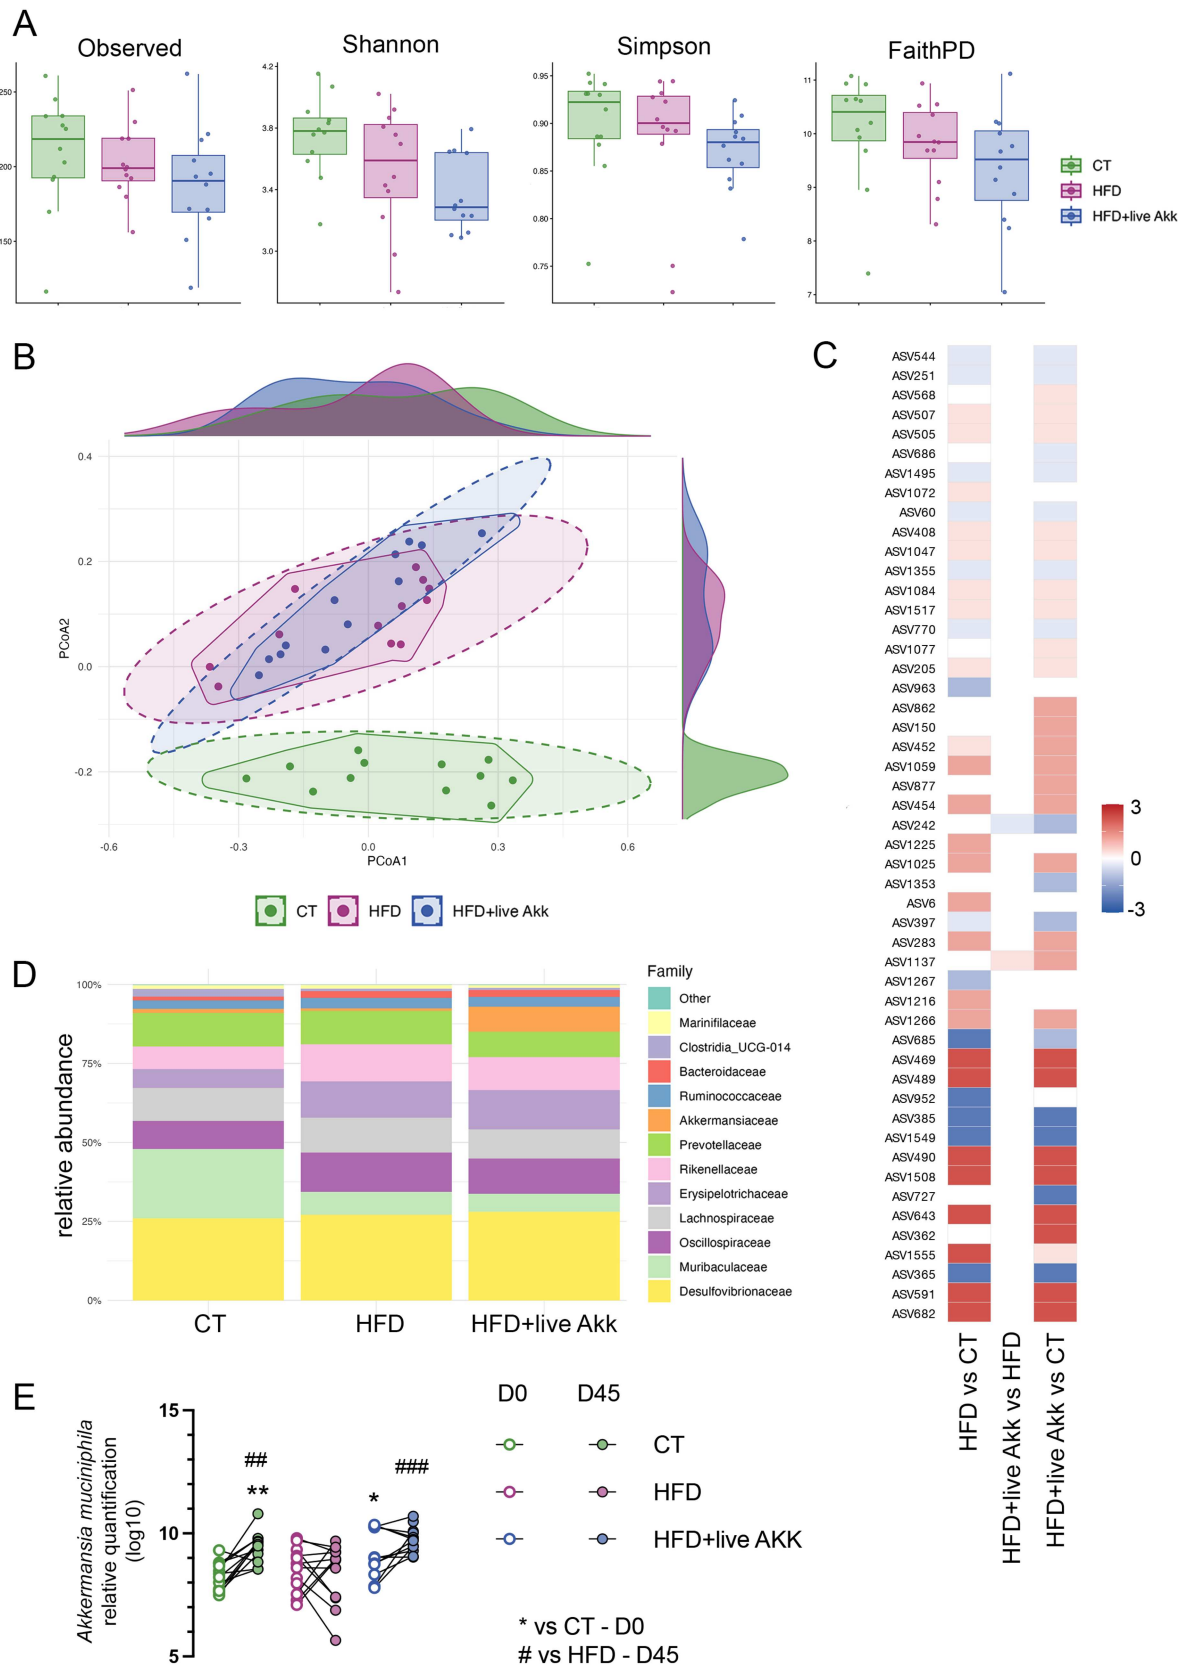 A
Observed
Shannon
Simpson
FaithPD
250
200
150
4.2
3.8
3.4
3.0
0.95
0.90
0.85
0.80
0.75
11
10
9
8
7
CT
HFD
HFD+live Akk
B
0.4
0.2
0.0
-0.2
PCoA2
-0.6
-0.3
0.0
0.3
0.6
PCoA1
CT
HFD
HFD+live Akk
C
ASV544
ASV251
ASV568
ASV507
ASV505
ASV686
ASV1495
ASV1072
ASV60
ASV408
ASV1047
ASV1355
ASV1084
ASV1517
ASV770
ASV1077
ASV205
ASV963
ASV862
ASV150
ASV452
ASV1059
ASV877
ASV454
ASV242
ASV1225
ASV1025
ASV1353
ASV6
ASV397
ASV283
ASV1137
ASV1267
ASV1216
ASV1266
ASV685
ASV469
ASV489
ASV952
ASV385
ASV1549
ASV490
ASV1508
ASV727
ASV643
ASV362
ASV1555
ASV365
ASV591
ASV682
HFD vs CT
HFD+live Akk vs HFD
HFD+live Akk vs CT
3
0
-3
D
relative abundance
100%
75%
50%
25%
0%
CT
HFD
HFD+live Akk
Family
Other
Marinifilaceae
Clostridia_UCG-014
Bacteroidaceae
Ruminococcaceae
Akkermansiaceae
Prevotellaceae
Rikenellaceae
Erysipelotrichaceae
Lachnospiraceae
Oscillospiraceae
Muribaculaceae
Desulfovibrionaceae
E
Akkermansia muciniphila
relative quantification
(log10)
15
10
5
##
**
*
###
D0
D45
CT
HFD
HFD+live AKK
* vs CT - D0
# vs HFD - D45